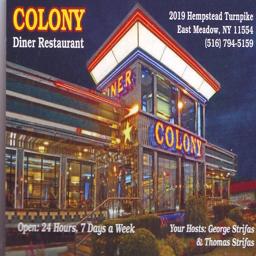 COLONY
Diner Restaurant
2019 Hempstead Turnpike
East Meadow, NY 11554
(516) 794-5159
DINER
COLONY
Open: 24 Hours, 7 Days a Week
Your Hosts: George Strifas
& Thomas Strifas